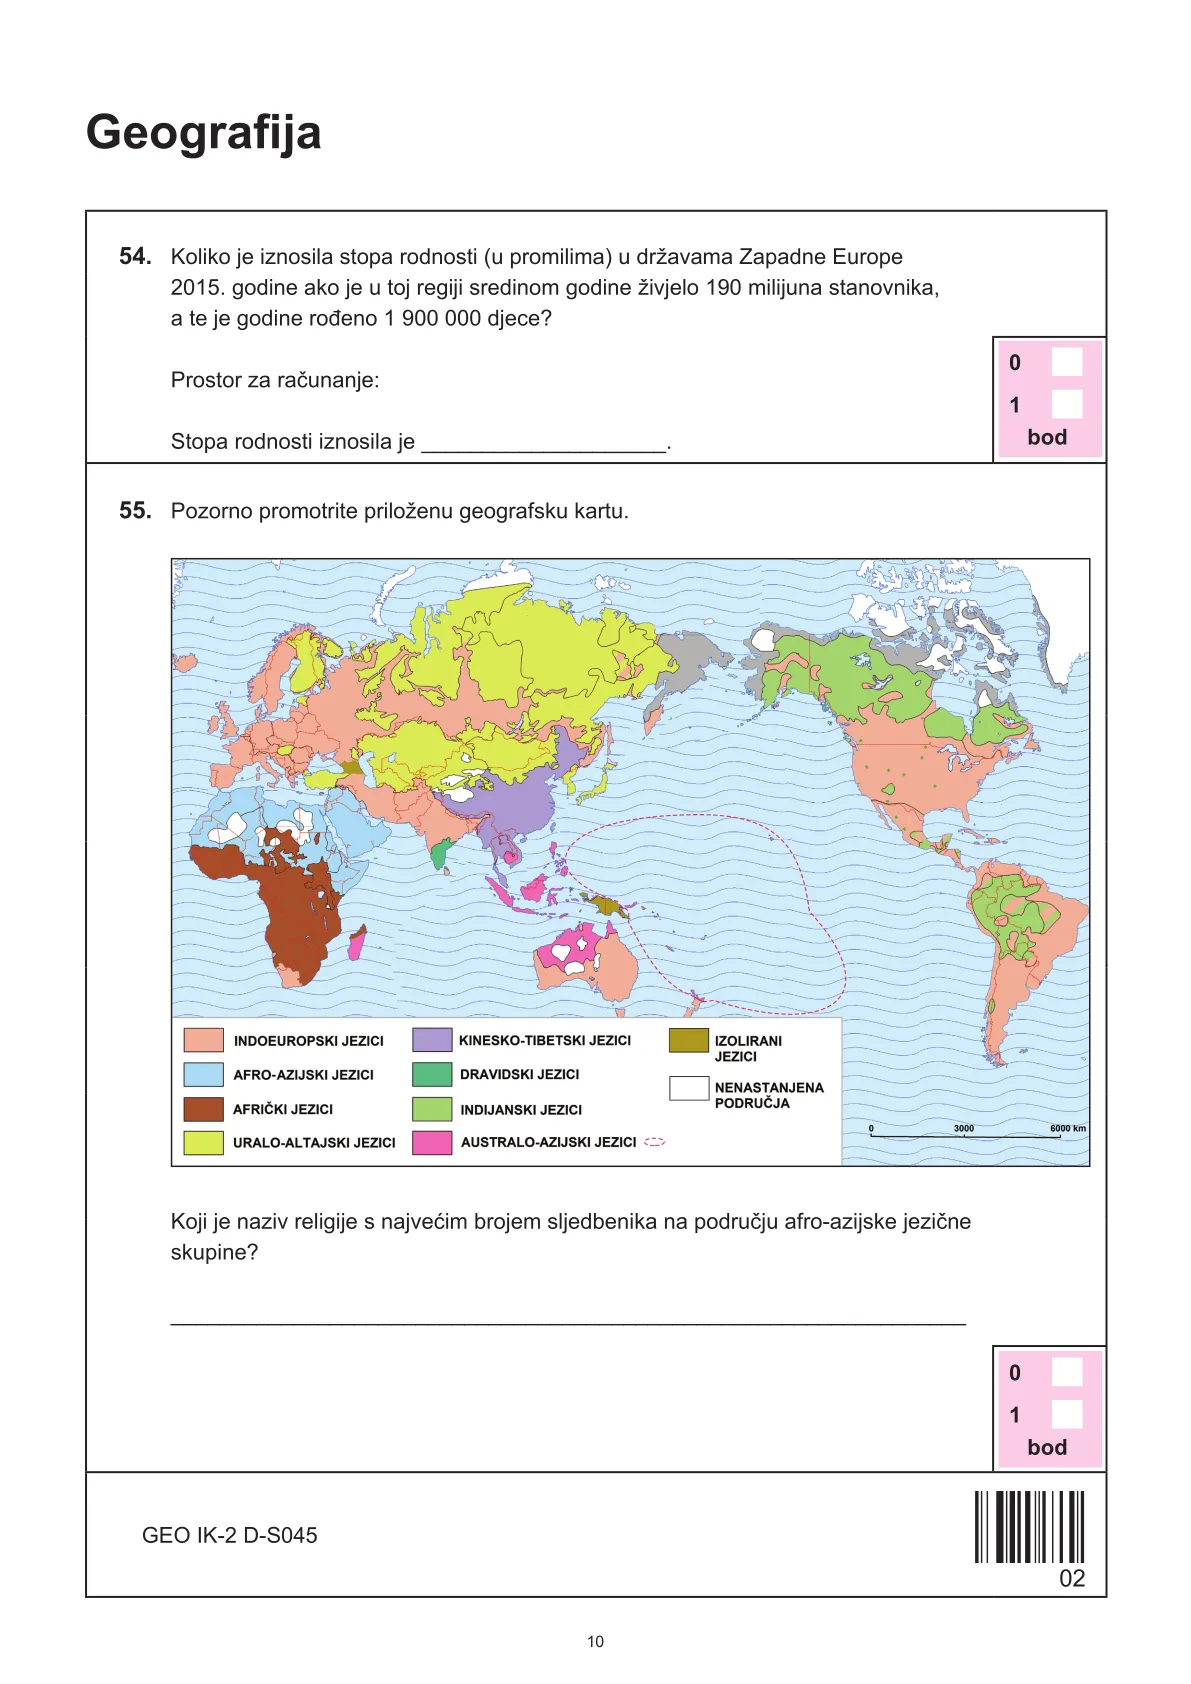 Geografija
54. Koliko je iznosila stopa rodnosti (u promilima) u državama Zapadne Europe
2015. godine ako je u toj regiji sredinom godine živjelo 190 milijuna stanovnika,
a te je godine rođeno 1 900 000 djece?
Prostor za računanje:
Stopa rodnosti iznosila je ____________________.
0
1
bod
55. Pozorno promotrite priloženu geografsku kartu.
INDOEUROPSKI JEZICI
AFRO-AZIJSKI JEZICI
AFRIČKI JEZICI
URALO-ALTAJSKI JEZICI
KINESKO-TIBETSKI JEZICI
DRAVIDSKI JEZICI
INDIJANSKI JEZICI
AUSTRALO-AZIJSKI JEZICI
IZOLIRANI
JEZICI
NENASTANJENA
PODRUČJA
0 3000 6000 km
Koji je naziv religije s najvećim brojem sljedbenika na području afro-azijske jezične
skupine?
_________________________________________________________________
0
1
bod
GEO IK-2 D-S045
02
10